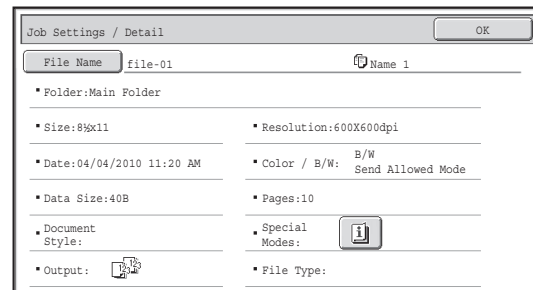 Job Settings / Detail OK
File Name file-01 Name 1
Folder:Main Folder
Size:8½x11 Resolution:600X600dpi
Date:04/04/2010 11:20 AM Color / B/W: B/W
Send Allowed Mode
Data Size:40B Pages:10
Document
Style:
Special
Modes:
Output: 123 123 File Type: